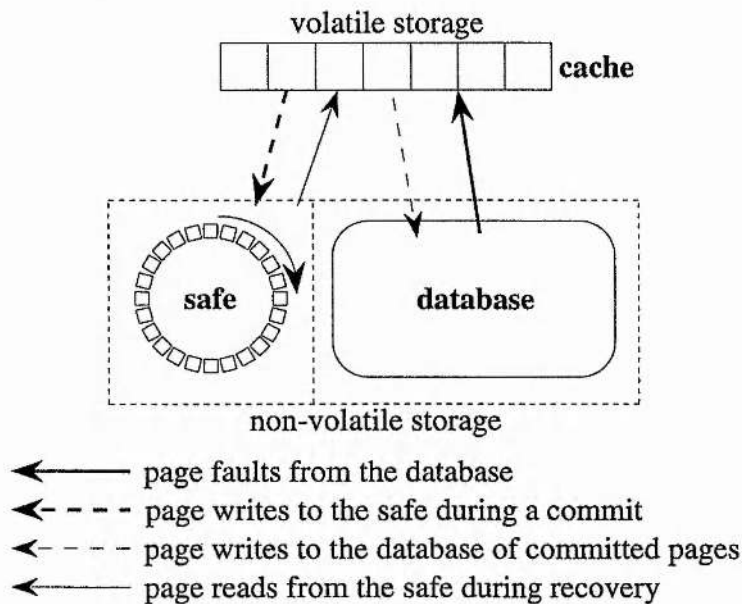 volatile storage
cache
safe
database
non-volatile storage
page faults from the database
page writes to the safe during a commit
page writes to the database of committed pages
page reads from the safe during recovery